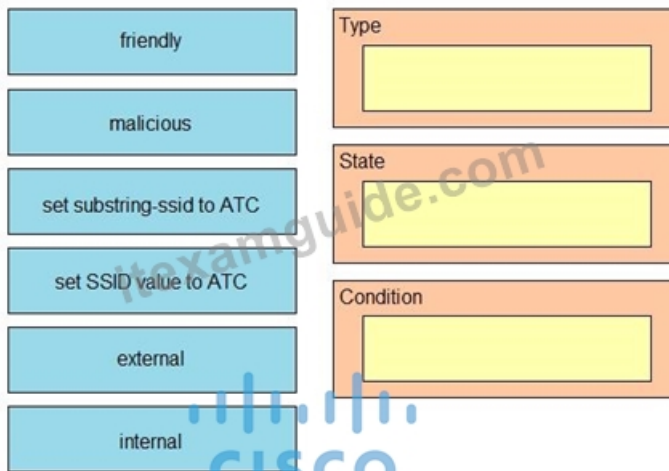 friendly
malicious
set substring-ssid to ATC
set SSID value to ATC
external
internal
Type
State
Condition
itexamguide.com
CISCO